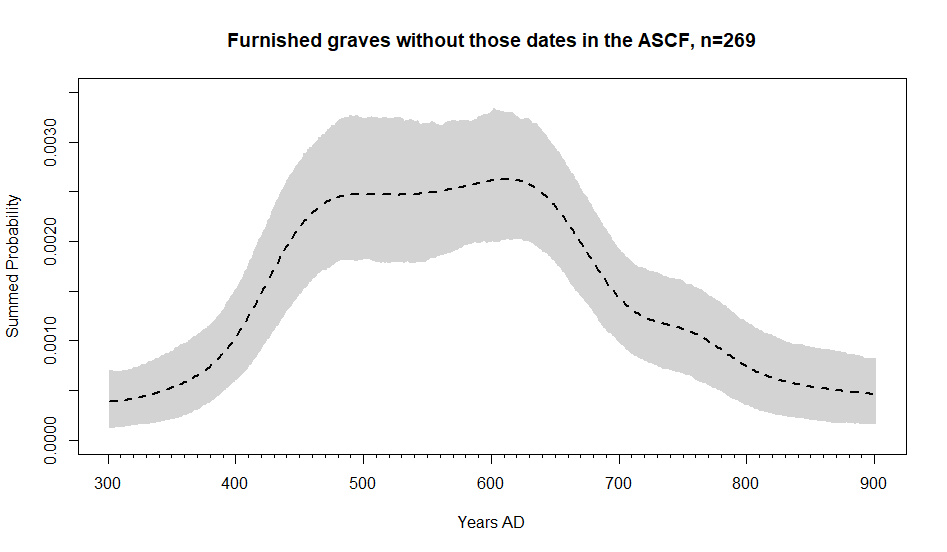 Furnished graves without those dates in the ASCF, n=269
Summed Probability
0.0030
0.0020
0.0010
0.0000
300 400 500 600 700 800 900
Years AD